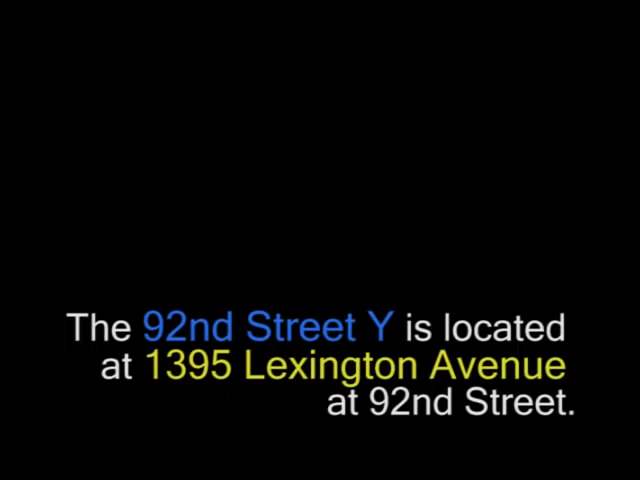 The 92nd Street Y is located
at 1395 Lexington Avenue
at 92nd Street.